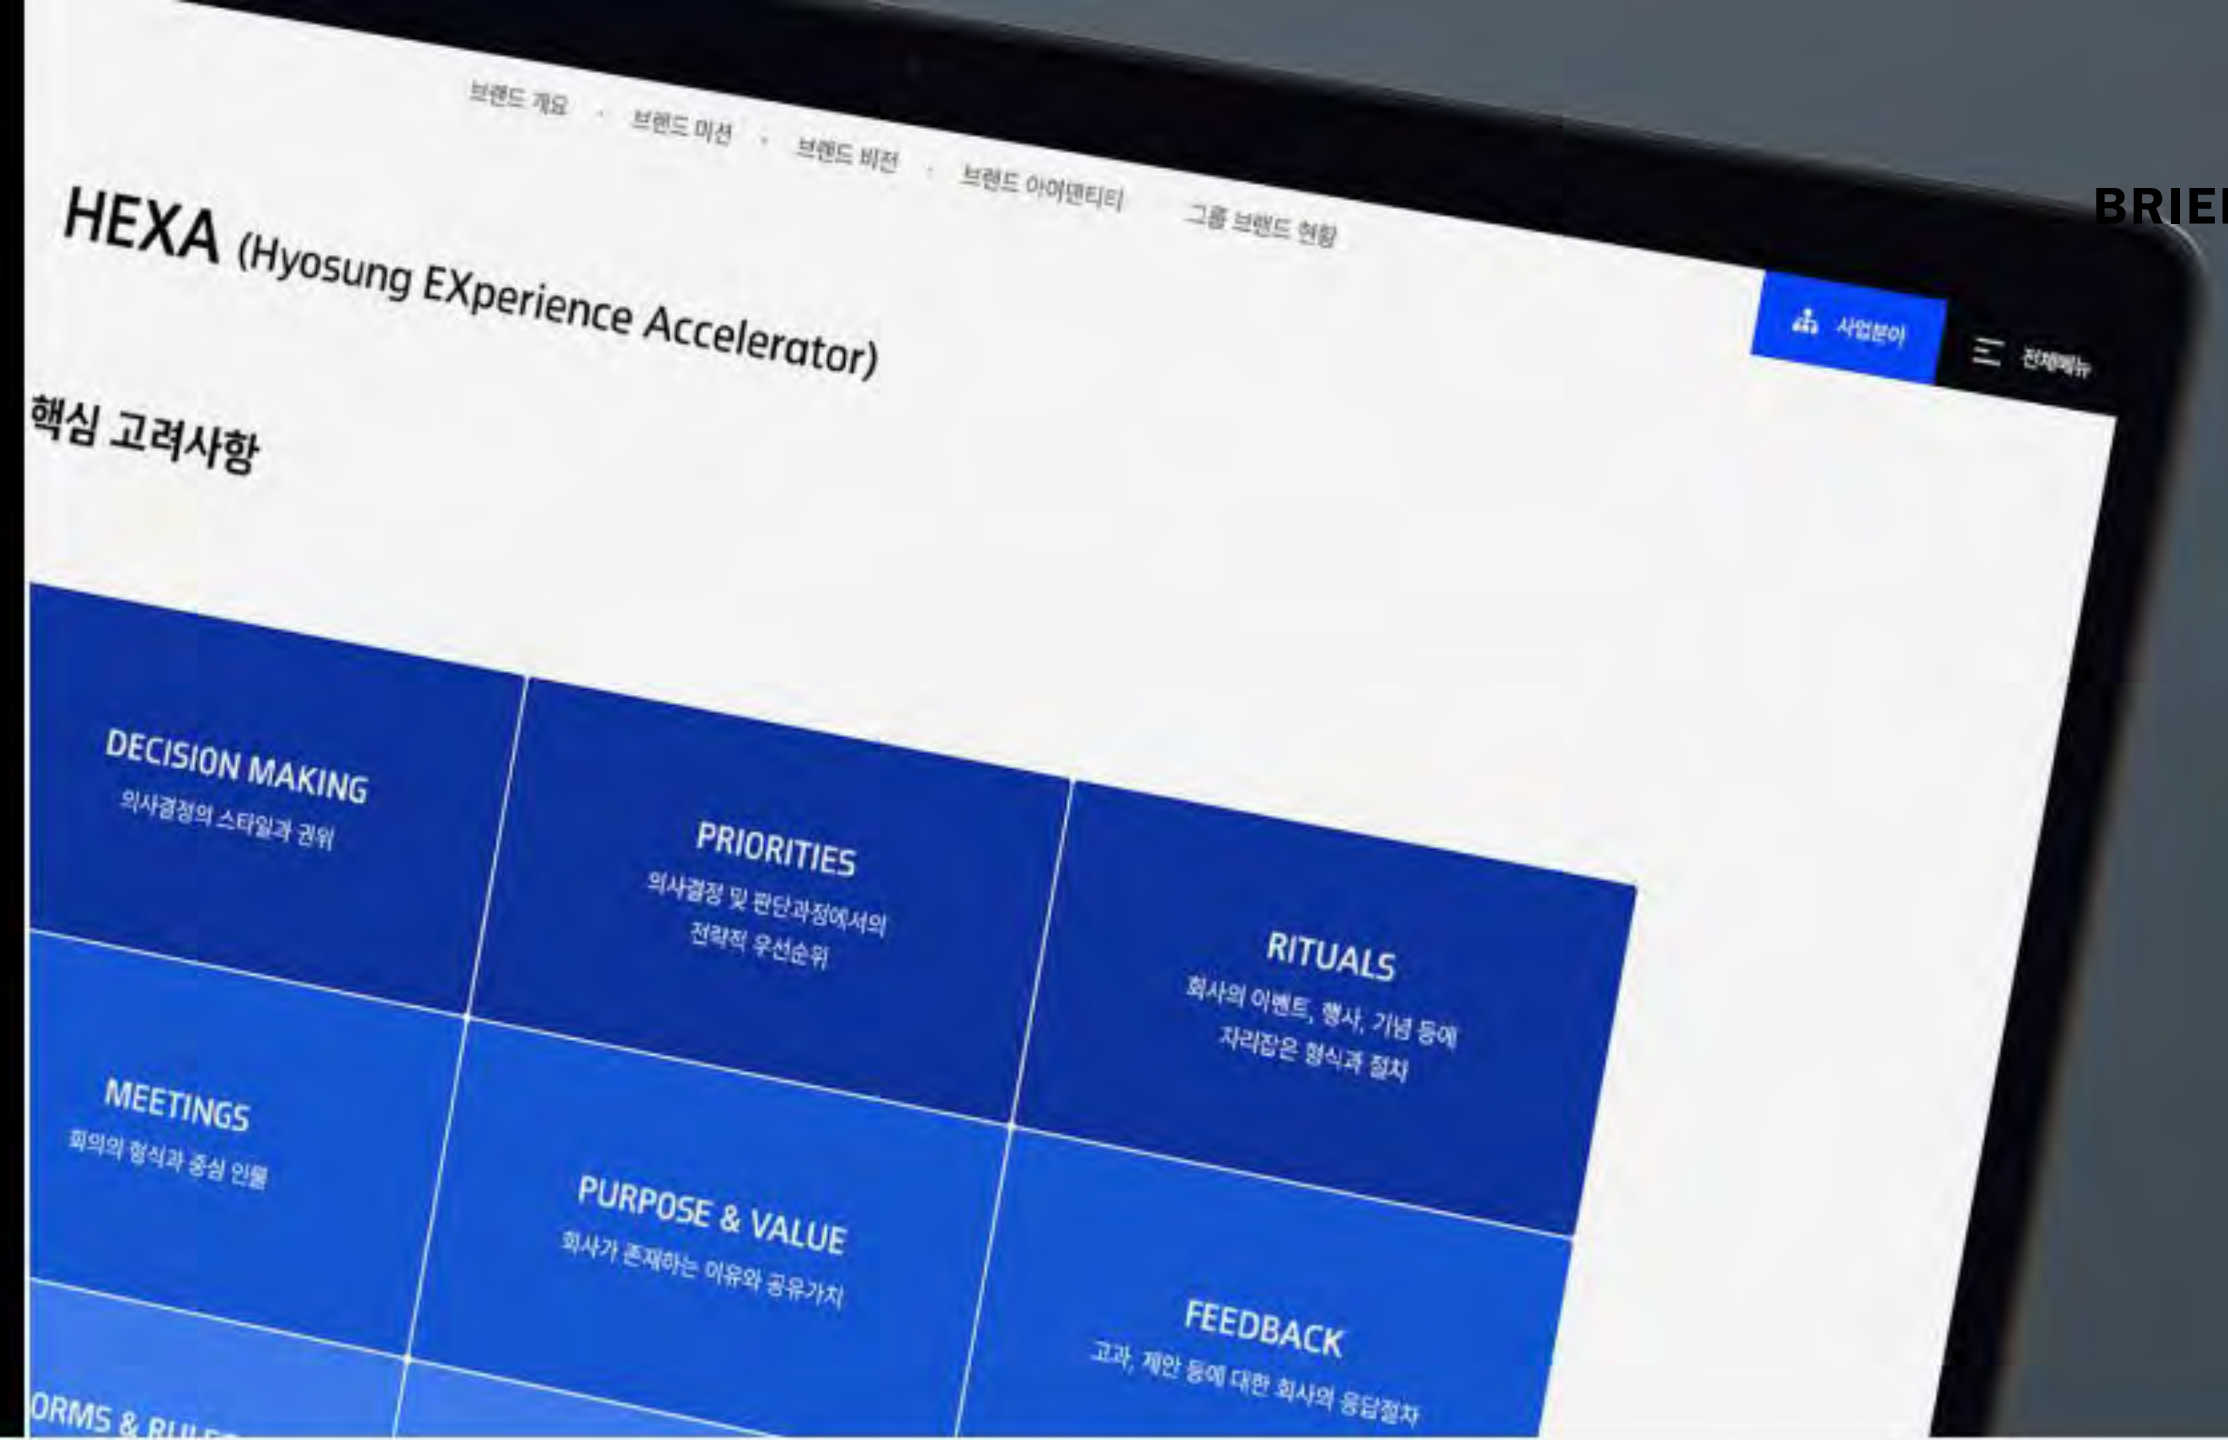 브랜드 개요 · 브랜드 미션 · 브랜드 비전 · 브랜드 아이덴티티 그룹 브랜드 현황
BRIE
HEXA (Hyosung EXperience Accelerator)
사업분야
전체메뉴
핵심 고려사항
DECISION MAKING
의사결정의 스타일과 권위
PRIORITIES
의사결정 및 판단과정에서의
전략적 우선순위
RITUALS
회사의 이벤트, 행사, 기념 등에
자리잡은 형식과 절차
MEETINGS
회의의 형식과 중심 인물
PURPOSE & VALUE
회사가 존재하는 이유와 공유가치
FEEDBACK
고과, 제안 등에 대한 회사의 응답절차
ORMS & RULES